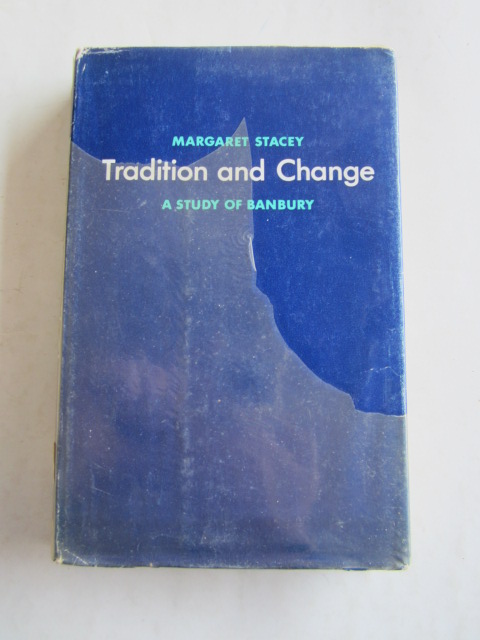 MARGARET STACEY
Tradition and Change
A STUDY OF BANBURY